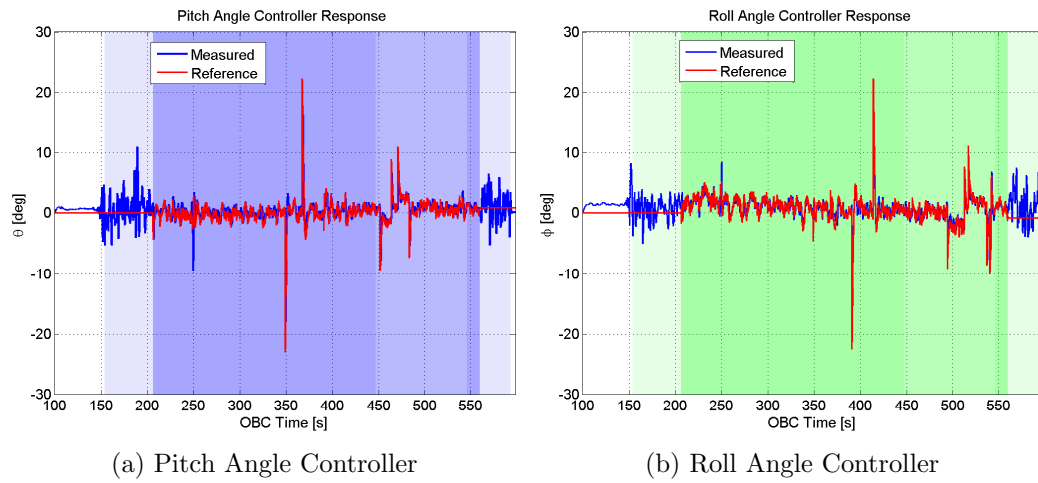 Pitch Angle Controller Response
30
20
10
0
-10
-20
-30
θ [deg]
Measured
Reference
100 150 200 250 300 350 400 450 500 550
OBC Time [s]
(a) Pitch Angle Controller
Roll Angle Controller Response
30
20
10
0
-10
-20
-30
ϕ [deg]
Measured
Reference
100 150 200 250 300 350 400 450 500 550
OBC Time [s]
(b) Roll Angle Controller